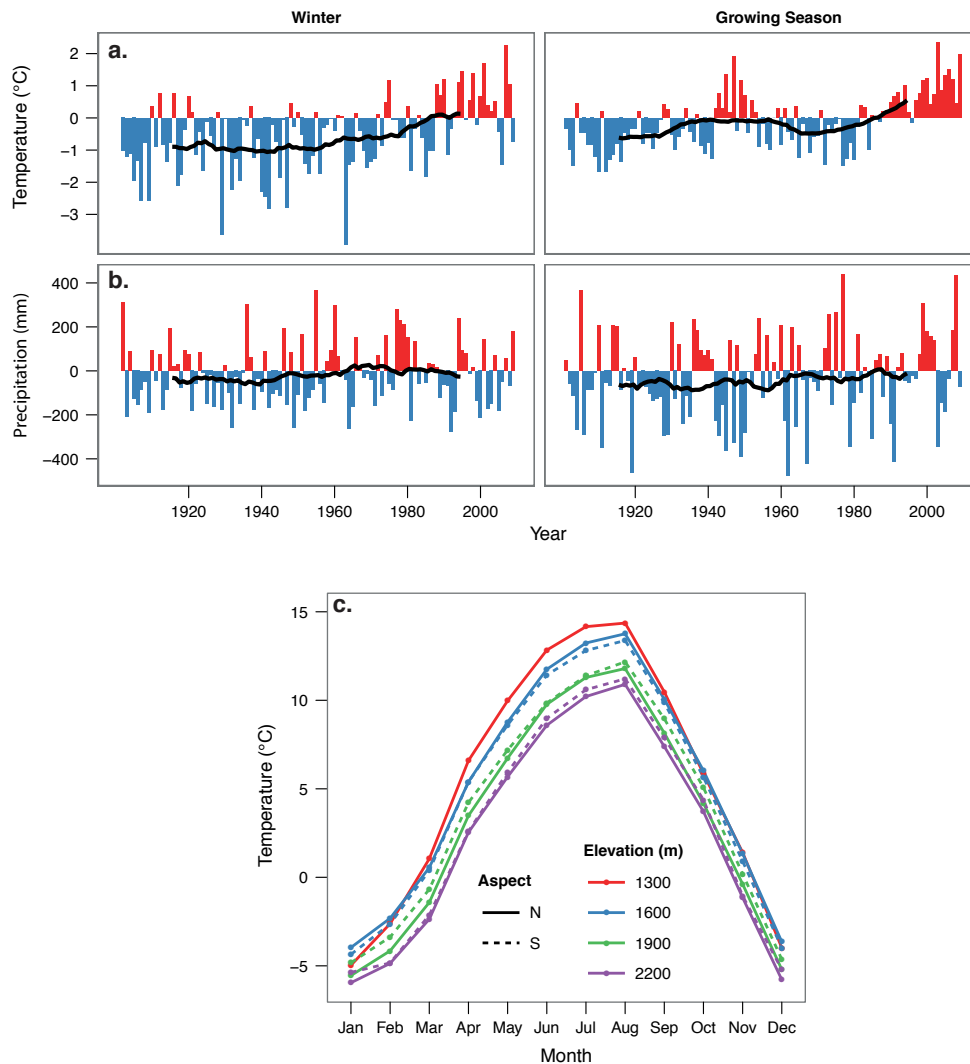 Winter Growing Season
a.
Temperature (°C)
2
1
0
−1
−2
−3
b.
Precipitation (mm)
400
200
0
−200
−400
1920 1940 1960 1980 2000 1920 1940 1960 1980 2000
Year
c.
Temperature (°C)
15
10
5
0
−5
Aspect
N
S
Elevation (m)
1300
1600
1900
2200
Jan Feb Mar Apr May Jun Jul Aug Sep Oct Nov Dec
Month